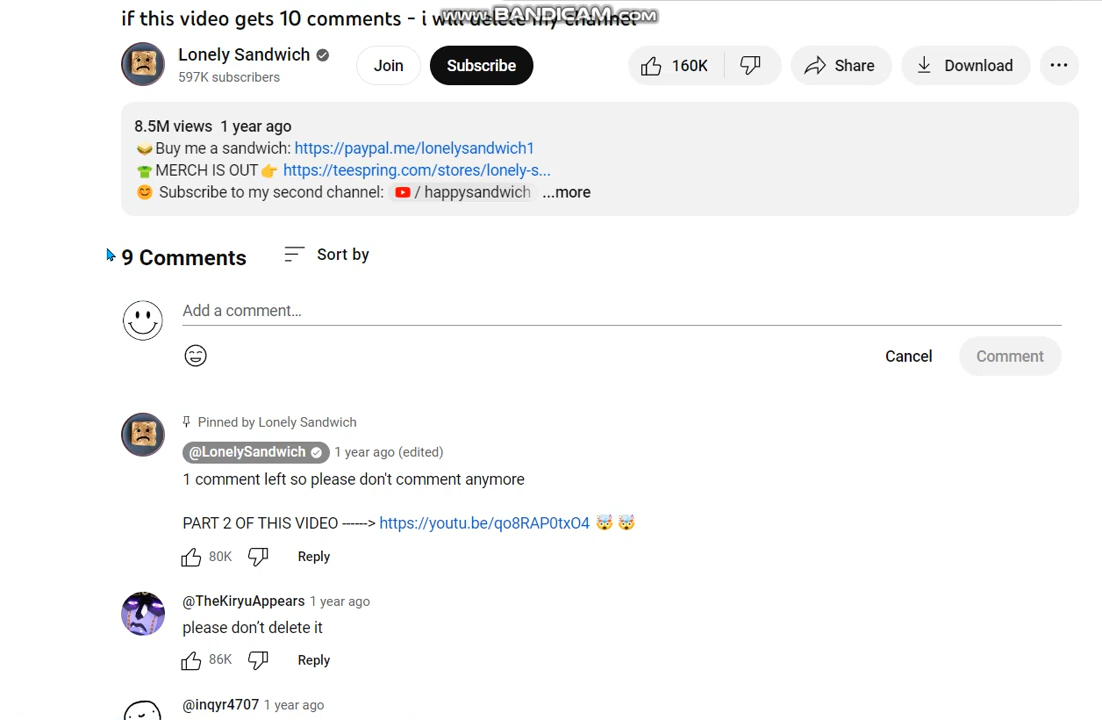 if this video gets 10 comments - i will delete my channel
www.BANDICAM.com
Lonely Sandwich
597K subscribers
Join
Subscribe
160K
Share
Download
8.5M views 1 year ago
Buy me a sandwich: https://paypal.me/lonelysandwich1
MERCH IS OUT👉 https://teespring.com/stores/lonely-s...
😊 Subscribe to my second channel: / happysandwich ...more
9 Comments
Sort by
Add a comment...
Cancel
Comment
Pinned by Lonely Sandwich
@LonelySandwich 1 year ago (edited)
1 comment left so please don't comment anymore
PART 2 OF THIS VIDEO ------> https://youtu.be/qo8RAP0txO4 🤯 🤯
80K
Reply
@TheKiryuAppears 1 year ago
please don’t delete it
86K
Reply
@inqyr4707 1 year ago